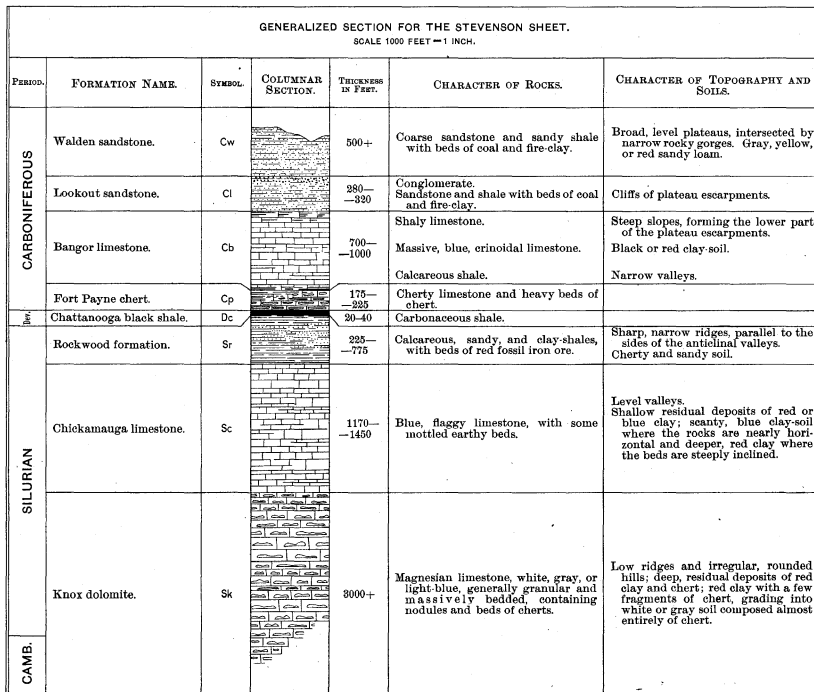 GENERALIZED SECTION FOR THE STEVENSON SHEET.
SCALE 1000 FEET = 1 INCH.
PERIOD.
FORMATION NAME.
SYMBOL.
COLUMNAR
SECTION.
THICKNESS
IN FEET.
CHARACTER OF ROCKS.
CHARACTER OF TOPOGRAPHY AND
SOILS.
CARBONIFEROUS
Walden sandstone.
Cw
500+
Coarse sandstone and sandy shale
with beds of coal and fire-clay.
Broad, level plateaus, intersected by
narrow rocky gorges. Gray, yellow,
or red sandy loam.
Lookout sandstone.
Cl
280—
—320
Conglomerate.
Sandstone and shale with beds of coal
and fire-clay.
Cliffs of plateau escarpments.
Bangor limestone.
Cb
700—
—1000
Shaly limestone.
Massive, blue, crinoidal limestone.
Calcareous shale.
Steep slopes, forming the lower part
of the plateau escarpments.
Black or red clay-soil.
Narrow valleys.
Fort Payne chert.
Cp
175—
—225
Cherty limestone and heavy beds of
chert.
Dev.
Chattanooga black shale.
Dc
20-40
Carbonaceous shale.
SILURIAN
Rockwood formation.
Sr
225—
—775
Calcareous, sandy, and clay-shales,
with beds of red fossil iron ore.
Sharp, narrow ridges, parallel to the
sides of the anticlinal valleys.
Cherty and sandy soil.
Chickamauga limestone.
Sc
1170—
—1450
Blue, flaggy limestone, with some
mottled earthy beds.
Level valleys.
Shallow residual deposits of red or
blue clay; scanty, blue clay-soil
where the rocks are nearly hori-
zontal and deeper, red clay where
the beds are steeply inclined.
Knox dolomite.
Sk
3000+
Magnesian limestone, white, gray, or
light-blue, generally granular and
massively bedded, containing
nodules and beds of cherts.
Low ridges and irregular, rounded
hills; deep, residual deposits of red
clay and chert; red clay with a few
fragments of chert, grading into
white or gray soil composed almost
entirely of chert.
CAMB.